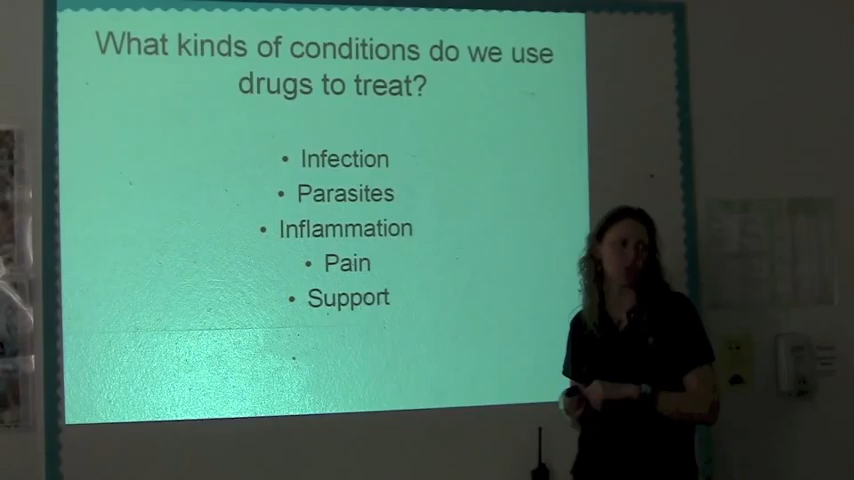 What kinds of conditions do we use
drugs to treat?
• Infection
• Parasites
• Inflammation
• Pain
• Support